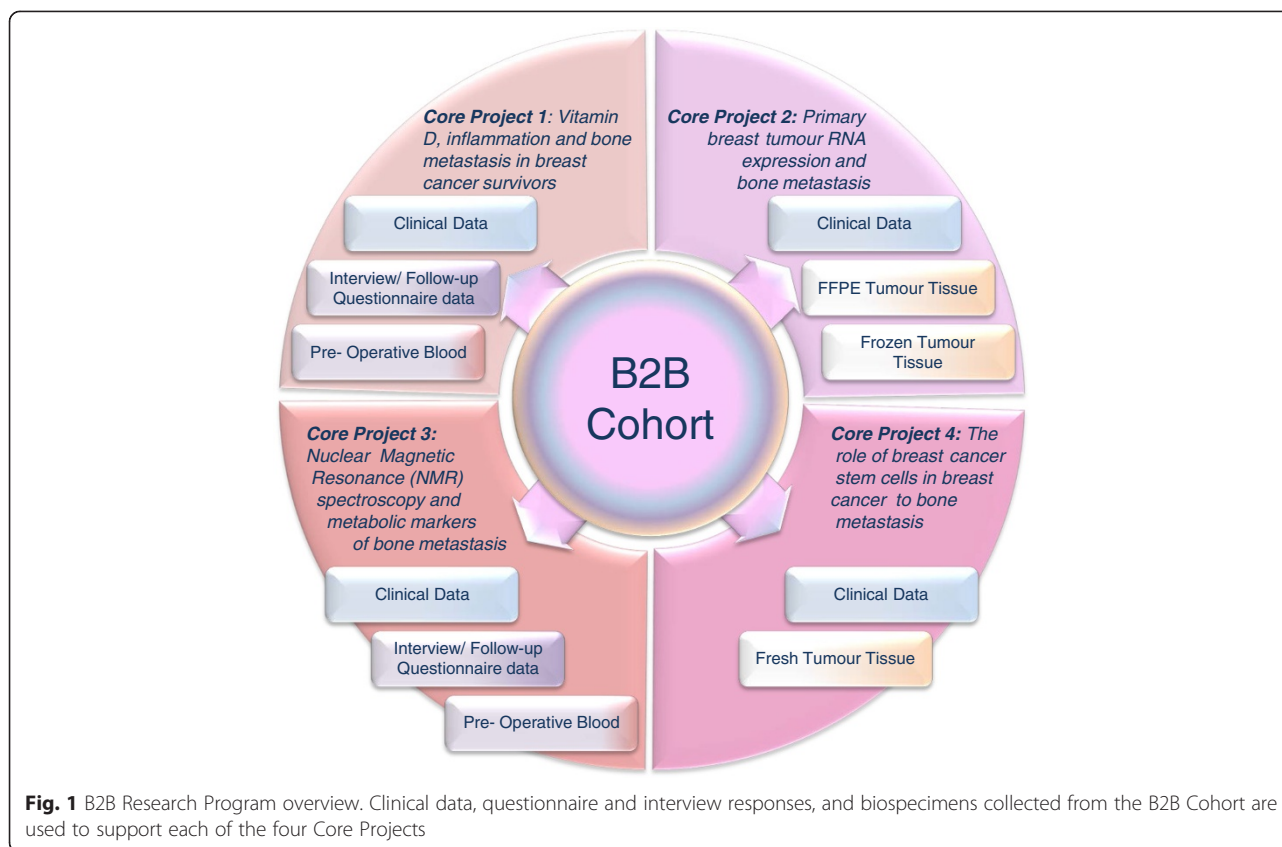 Core Project 1: Vitamin
D, inflammation and bone
metastasis in breast
cancer survivors
Clinical Data
Interview/ Follow-up
Questionnaire data
Pre- Operative Blood
Core Project 2: Primary
breast tumour RNA
expression and
bone metastasis
Clinical Data
FFPE Tumour Tissue
Frozen Tumour
Tissue
B2B
Cohort
Core Project 3:
Nuclear Magnetic
Resonance (NMR)
spectroscopy and
metabolic markers
of bone metastasis
Clinical Data
Interview/ Follow-up
Questionnaire data
Pre- Operative Blood
Core Project 4: The
role of breast cancer
stem cells in breast
cancer to bone
metastasis
Clinical Data
Fresh Tumour Tissue
Fig. 1 B2B Research Program overview. Clinical data, questionnaire and interview responses, and biospecimens collected from the B2B Cohort are
used to support each of the four Core Projects